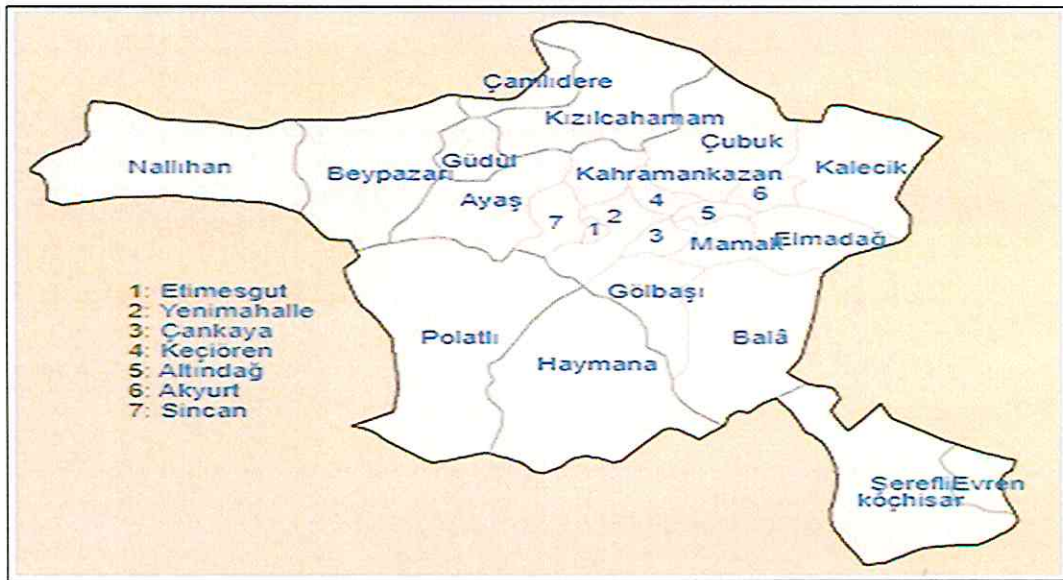 Çamlıdere
Kızılcahamam
Çubuk
Nallıhan
Beypazarı
Güdül
Kahramankazan
Kalecik
Ayaş
4
6
7
1
2
5
3
Mamak
Elmadağ
Gölbaşı
1: Etimesgut
2: Yenimahalle
3: Çankaya
4: Keçiören
5: Altındağ
6: Akyurt
7: Sincan
Polatlı
Haymana
Balâ
Şerefli
koçhisar
Evren